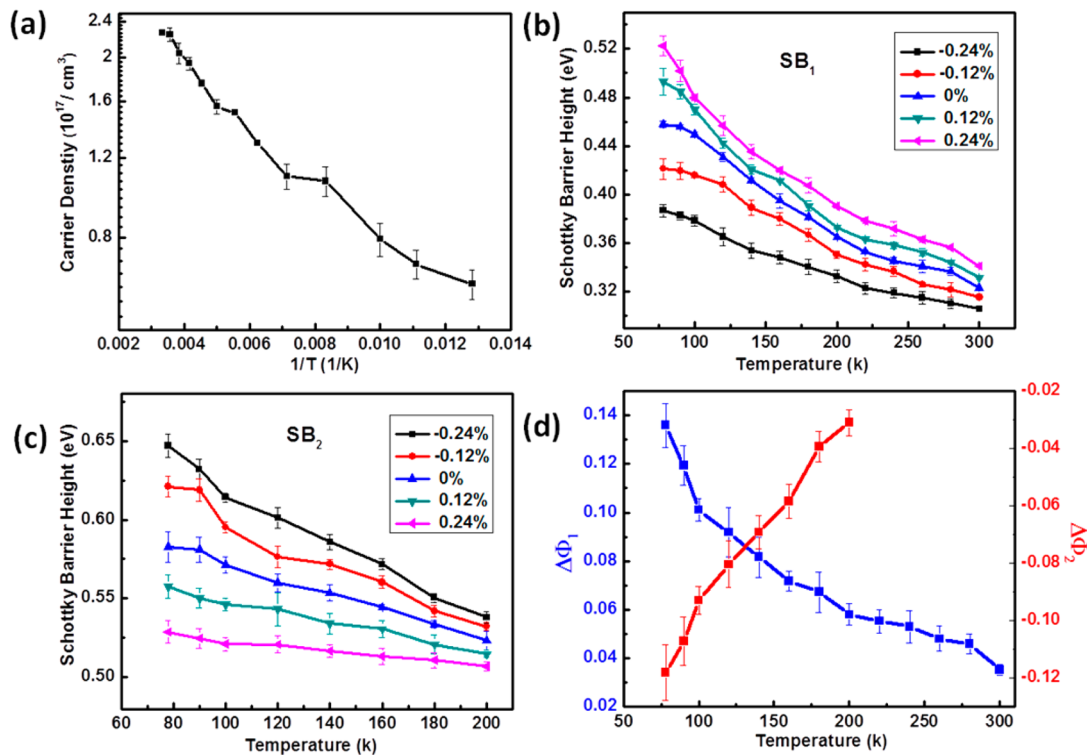 (a)
2.4
2
1.6
1.2
0.8
Carrier Denstiy (10¹⁷/ cm³)
0.002 0.004 0.006 0.008 0.010 0.012 0.014
1/T (1/K)
(b)
SB₁
-0.24%
-0.12%
0%
0.12%
0.24%
0.52
0.48
0.44
0.40
0.36
0.32
Schottky Barrier Height (eV)
50 100 150 200 250 300
Temperature (k)
(c)
SB₂
-0.24%
-0.12%
0%
0.12%
0.24%
0.65
0.60
0.55
0.50
Schottky Barrier Height (eV)
60 80 100 120 140 160 180 200
Temperature (k)
(d)
0.14
0.12
0.10
0.08
0.06
0.04
0.02
ΔΦ₁
-0.02
-0.04
-0.06
-0.08
-0.10
-0.12
ΔΦ₂
50 100 150 200 250 300
Temperature (k)